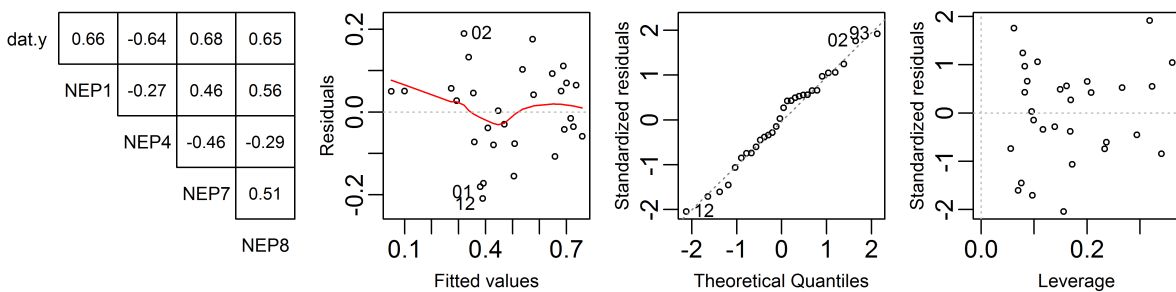 dat.y 0.66 -0.64 0.68 0.65
NEP1 -0.27 0.46 0.56
NEP4 -0.46 -0.29
NEP7 0.51
NEP8
Residuals
0.2
0.0
-0.2
02
01
12
0.1 0.4 0.7
Fitted values
Standardized residuals
2
1
0
-1
-2
02 93
12
-2 -1 0 1 2
Theoretical Quantiles
Standardized residuals
2
1
0
-1
-2
0.0 0.2
Leverage